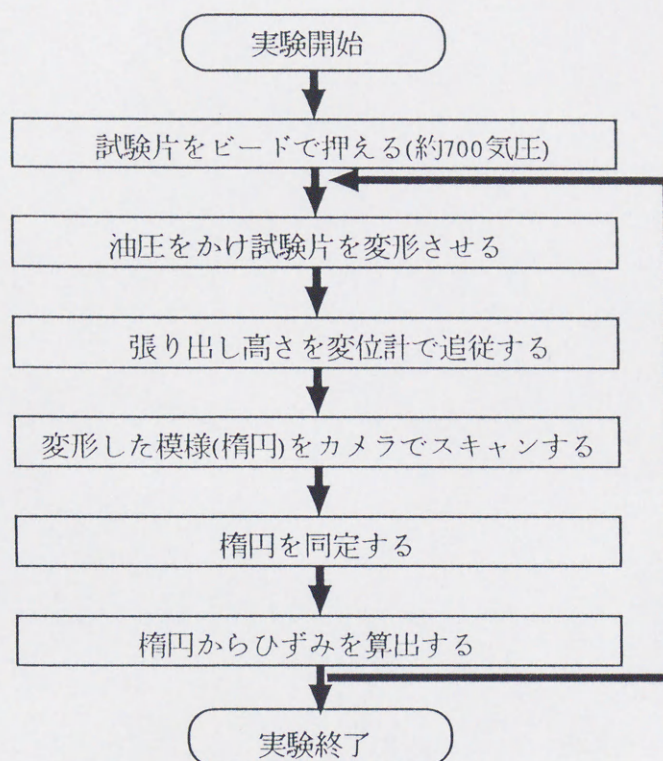 実験開始
試験片をビードで押える(約700気圧)
油圧をかけ試験片を変形させる
張り出し高さを変位計で追従する
変形した模様(楕円)をカメラでスキャンする
楕円を同定する
楕円からひずみを算出する
実験終了